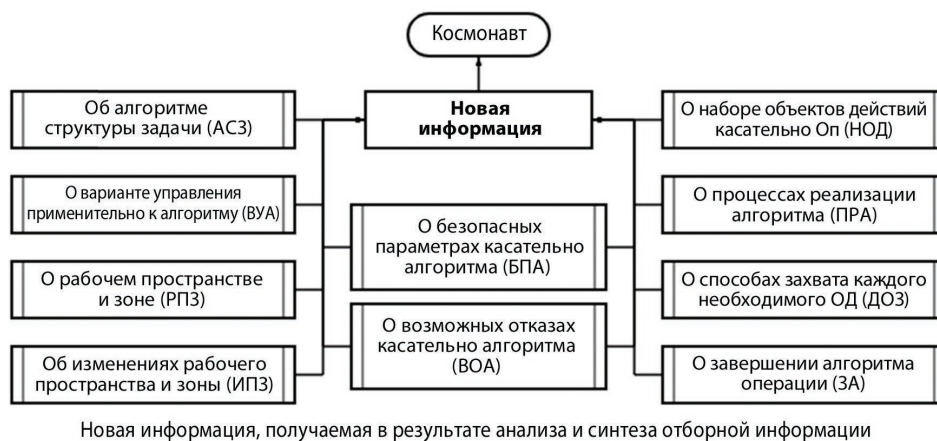 Космонавт
Новая
информация
Об алгоритме
структуры задачи (АСЗ)
О варианте управления
применительно к алгоритму (ВУА)
О рабочем пространстве
и зоне (РПЗ)
Об изменениях рабочего
пространства и зоны (ИПЗ)
О безопасных
параметрах касательно
алгоритма (БПА)
О возможных отказах
касательно алгоритма
(ВОА)
О наборе объектов действий
касательно Оп (НОД)
О процессах реализации
алгоритма (ПРА)
О способах захвата каждого
необходимого ОД (ДОЗ)
О завершении алгоритма
операции (ЗА)
Новая информация, получаемая в результате анализа и синтеза отборной информации